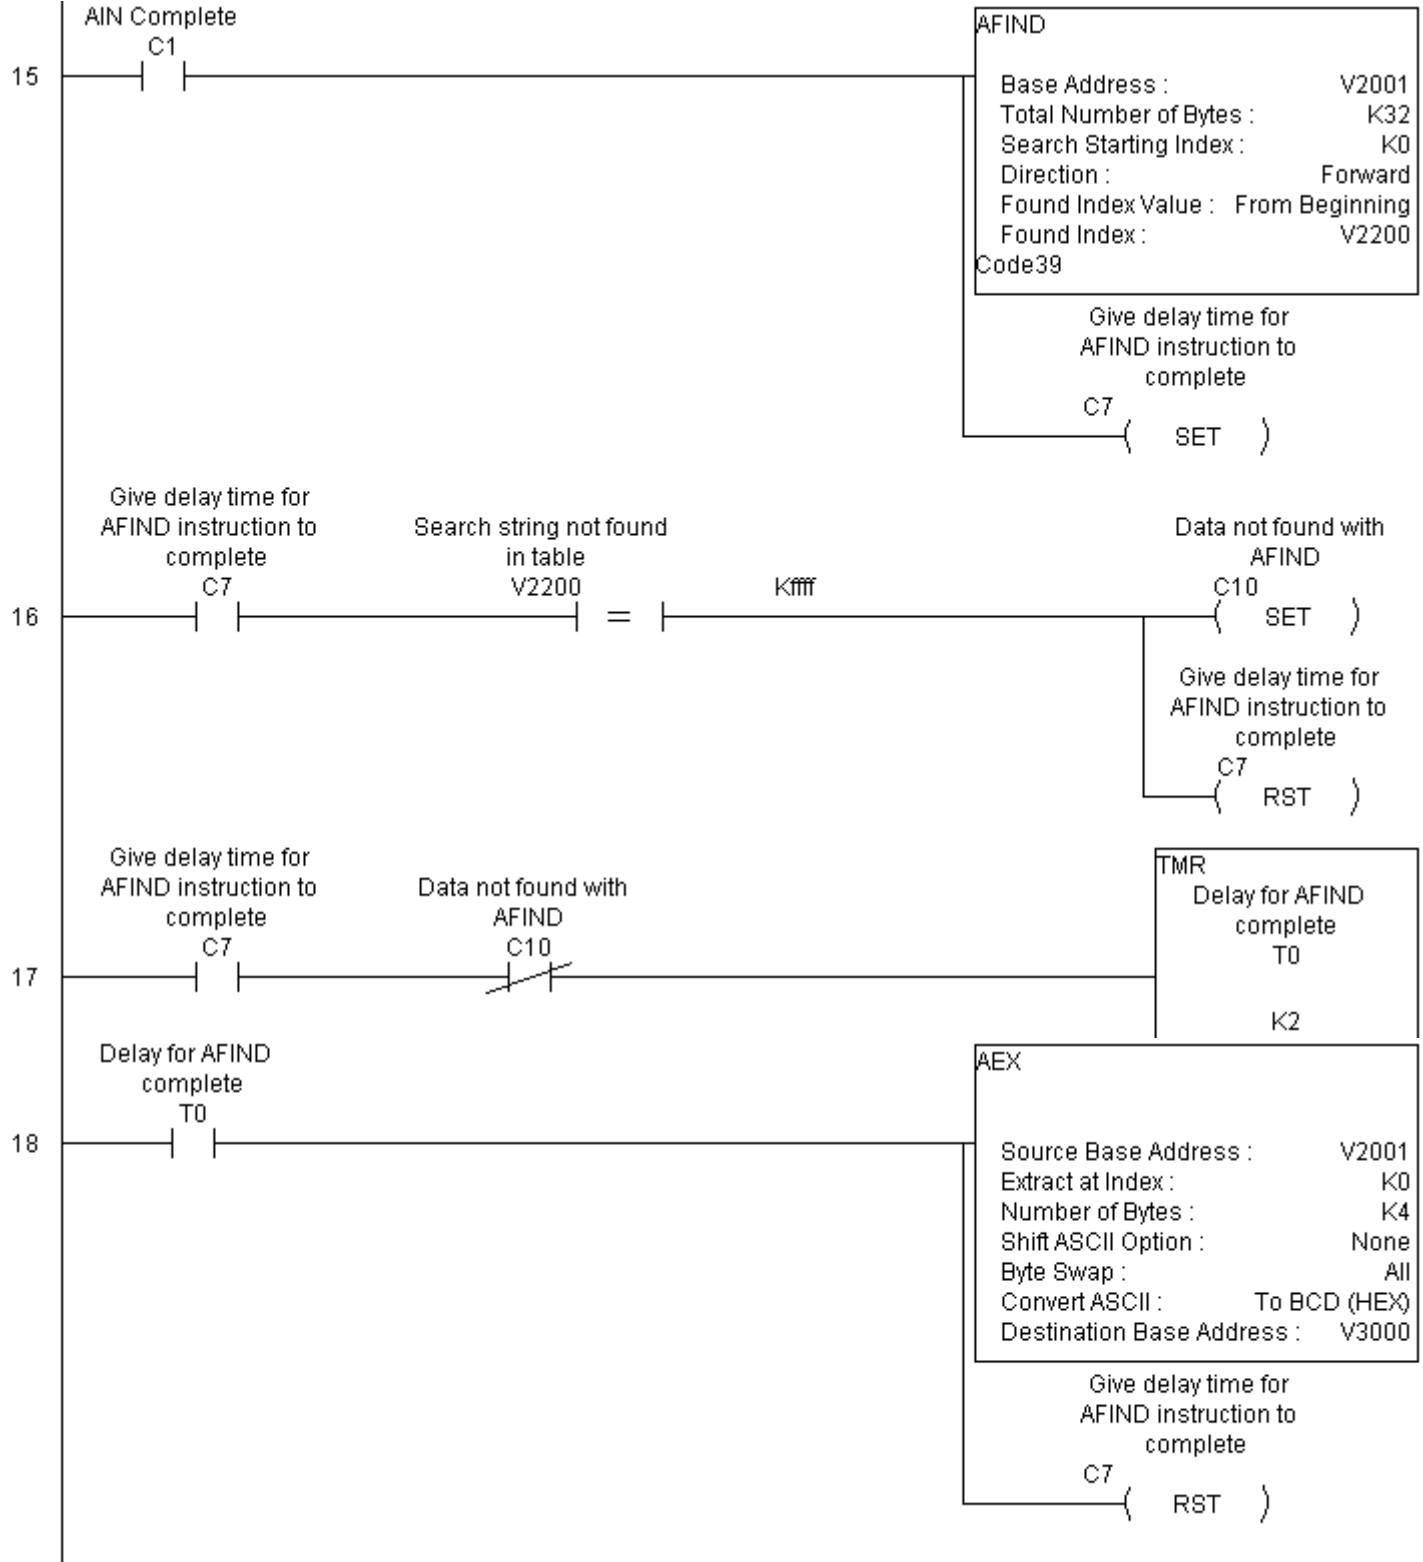 AIN Complete
C1
15
AFIND
Base Address : V2001
Total Number of Bytes : K32
Search Starting Index : K0
Direction : Forward
Found Index Value : From Beginning
Found Index : V2200
Code39
Give delay time for
AFIND instruction to
complete
C7
SET
Give delay time for
AFIND instruction to
complete
C7
Search string not found
in table
V2200
=
Kffff
Data not found with
AFIND
C10
SET
16
Give delay time for
AFIND instruction to
complete
C7
RST
Give delay time for
AFIND instruction to
complete
C7
Data not found with
AFIND
C10
17
TMR
Delay for AFIND
complete
T0
K2
Delay for AFIND
complete
T0
18
AEX
Source Base Address : V2001
Extract at Index : K0
Number of Bytes : K4
Shift ASCII Option : None
Byte Swap : All
Convert ASCII : To BCD (HEX)
Destination Base Address : V3000
Give delay time for
AFIND instruction to
complete
C7
RST